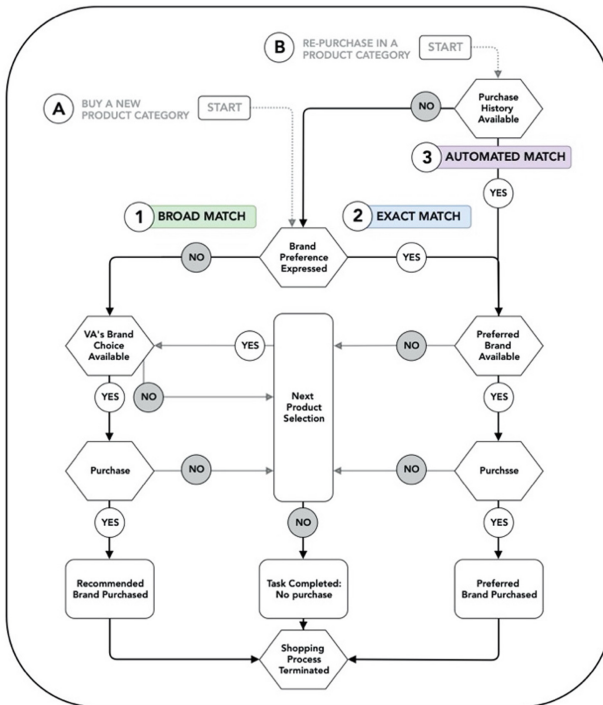 B RE-PURCHASE IN A
PRODUCT CATEGORY
START
A BUY A NEW
PRODUCT CATEGORY
START
NO
Purchase
History
Available
3 AUTOMATED MATCH
YES
1 BROAD MATCH
2 EXACT MATCH
NO
Brand
Preference
Expressed
YES
VA's Brand
Choice
Available
YES
NO
Preferred
Brand
Available
NO
Next
Product
Selection
YES
YES
Purchase
NO
NO
Purchsse
YES
NO
YES
Recommended
Brand Purchased
Task Completed:
No purchase
Preferred
Brand Purchased
Shopping
Process
Terminated